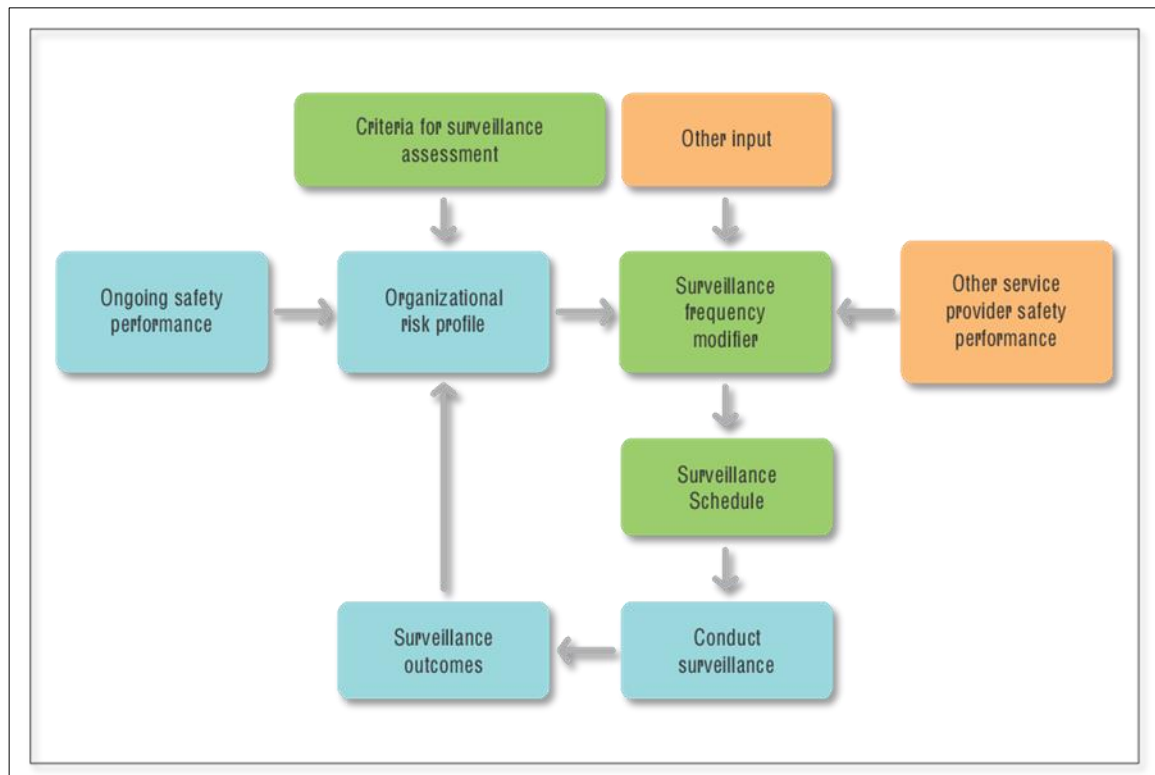 Criteria for surveillance
assessment
Other input
Ongoing safety
performance
Organizational
risk profile
Surveillance
frequency
modifier
Other service
provider safety
performance
Surveillance
Schedule
Surveillance
outcomes
Conduct
surveillance